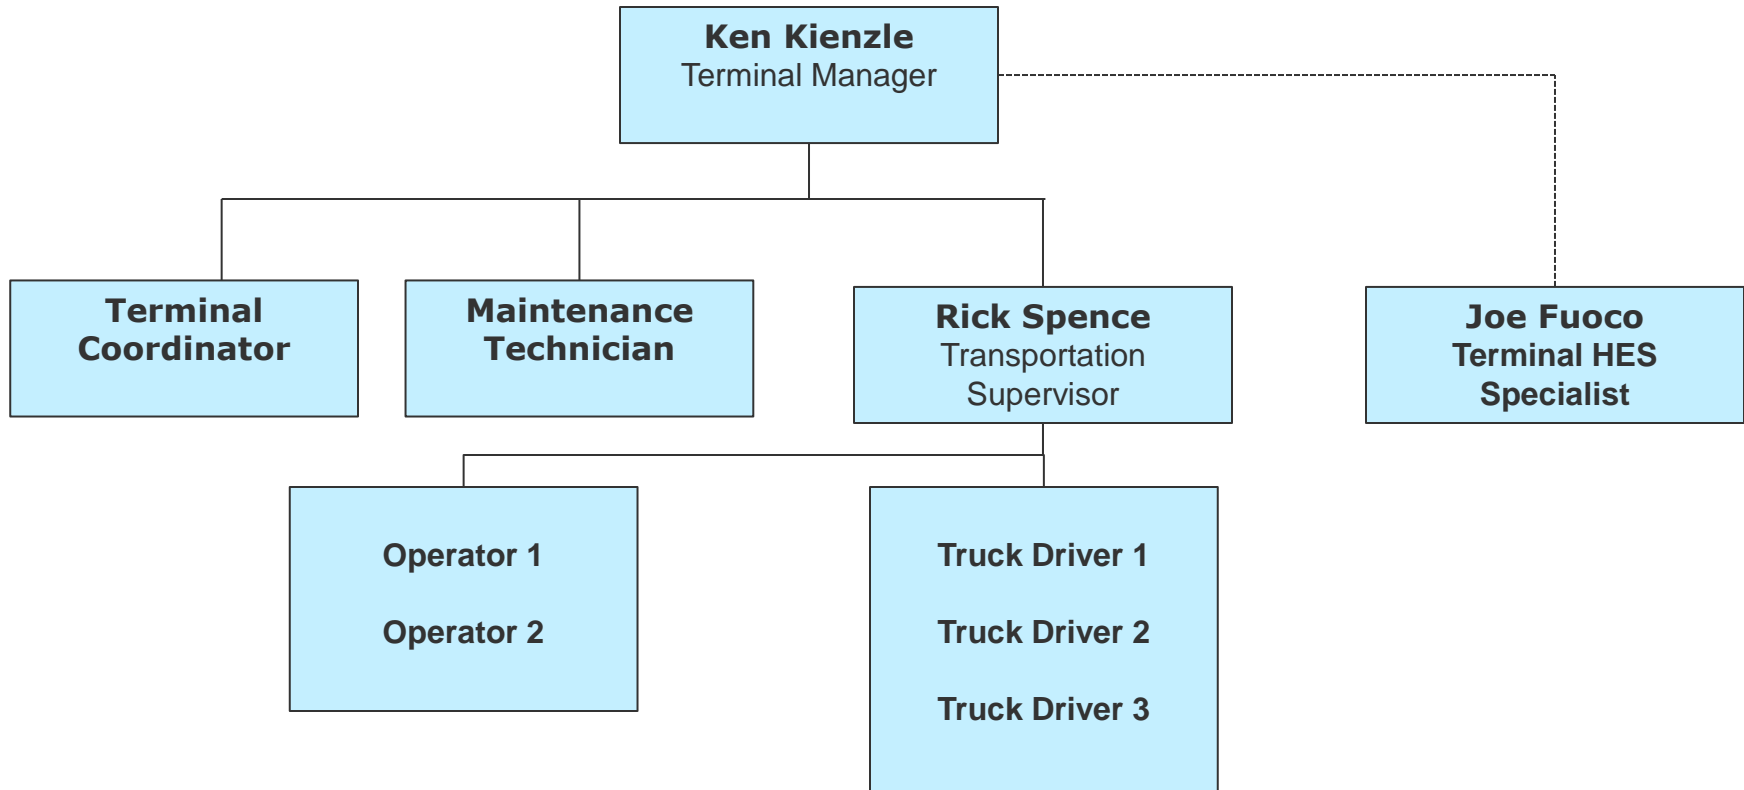 Ken Kienzle
Terminal Manager
Terminal
Coordinator
Maintenance
Technician
Rick Spence
Transportation
Supervisor
Joe Fuoco
Terminal HES
Specialist
Operator 1
Operator 2
Truck Driver 1
Truck Driver 2
Truck Driver 3